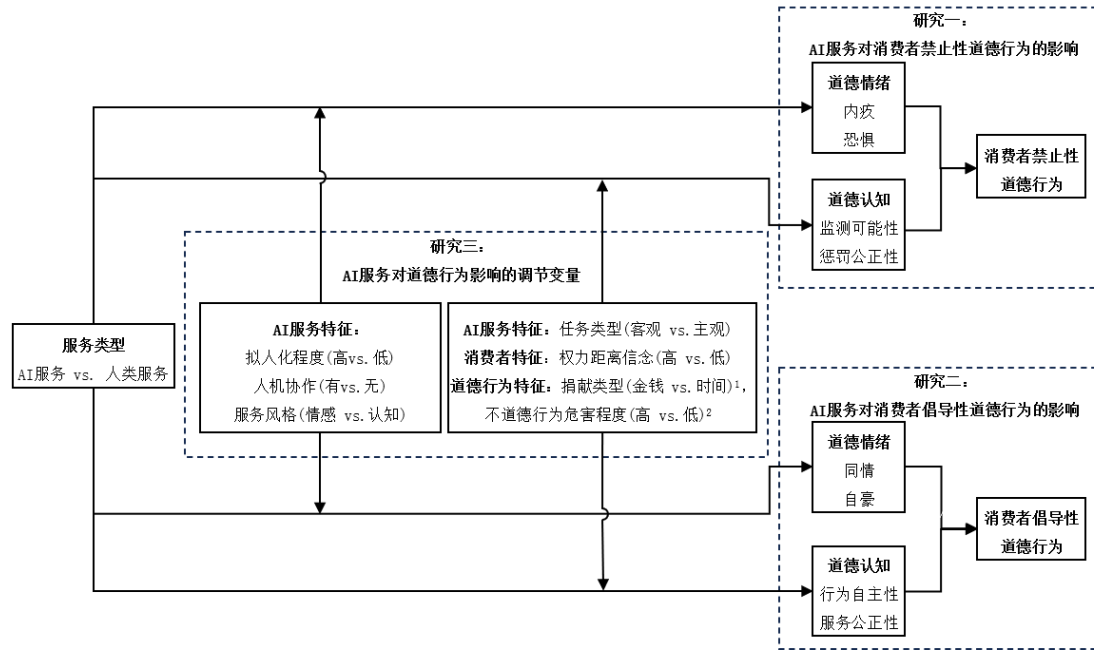 研究一:
AI服务对消费者禁止性道德行为的影响
道德情绪
内疚
恐惧
消费者禁止性
道德行为
道德认知
监测可能性
惩罚公正性
研究三:
AI服务对道德行为影响的调节变量
服务类型
AI服务 vs. 人类服务
AI服务特征:
拟人化程度(高vs.低)
人机协作(有vs.无)
服务风格(情感 vs.认知)
AI服务特征: 任务类型(客观 vs.主观)
消费者特征: 权力距离信念(高 vs.低)
道德行为特征: 捐献类型(金钱 vs.时间)¹,
不道德行为危害程度(高 vs.低)²
研究二:
AI服务对消费者倡导性道德行为的影响
道德情绪
同情
自豪
消费者倡导性
道德行为
道德认知
行为自主性
服务公正性